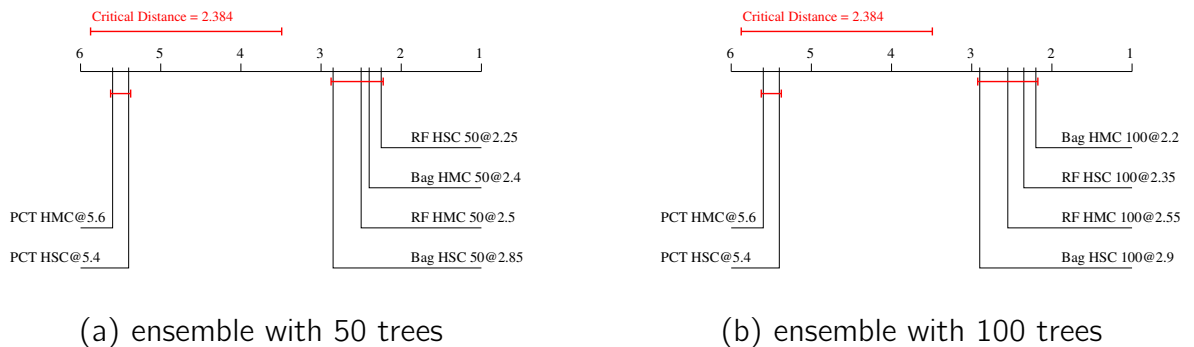 Critical Distance = 2.384
6 5 4 3 2 1
RF HSC 50@2.25
Bag HMC 50@2.4
PCT HMC@5.6 RF HMC 50@2.5
PCT HSC@5.4 Bag HSC 50@2.85
(a) ensemble with 50 trees
Critical Distance = 2.384
6 5 4 3 2 1
Bag HMC 100@2.2
RF HSC 100@2.35
PCT HMC@5.6 RF HMC 100@2.55
PCT HSC@5.4 Bag HSC 100@2.9
(b) ensemble with 100 trees